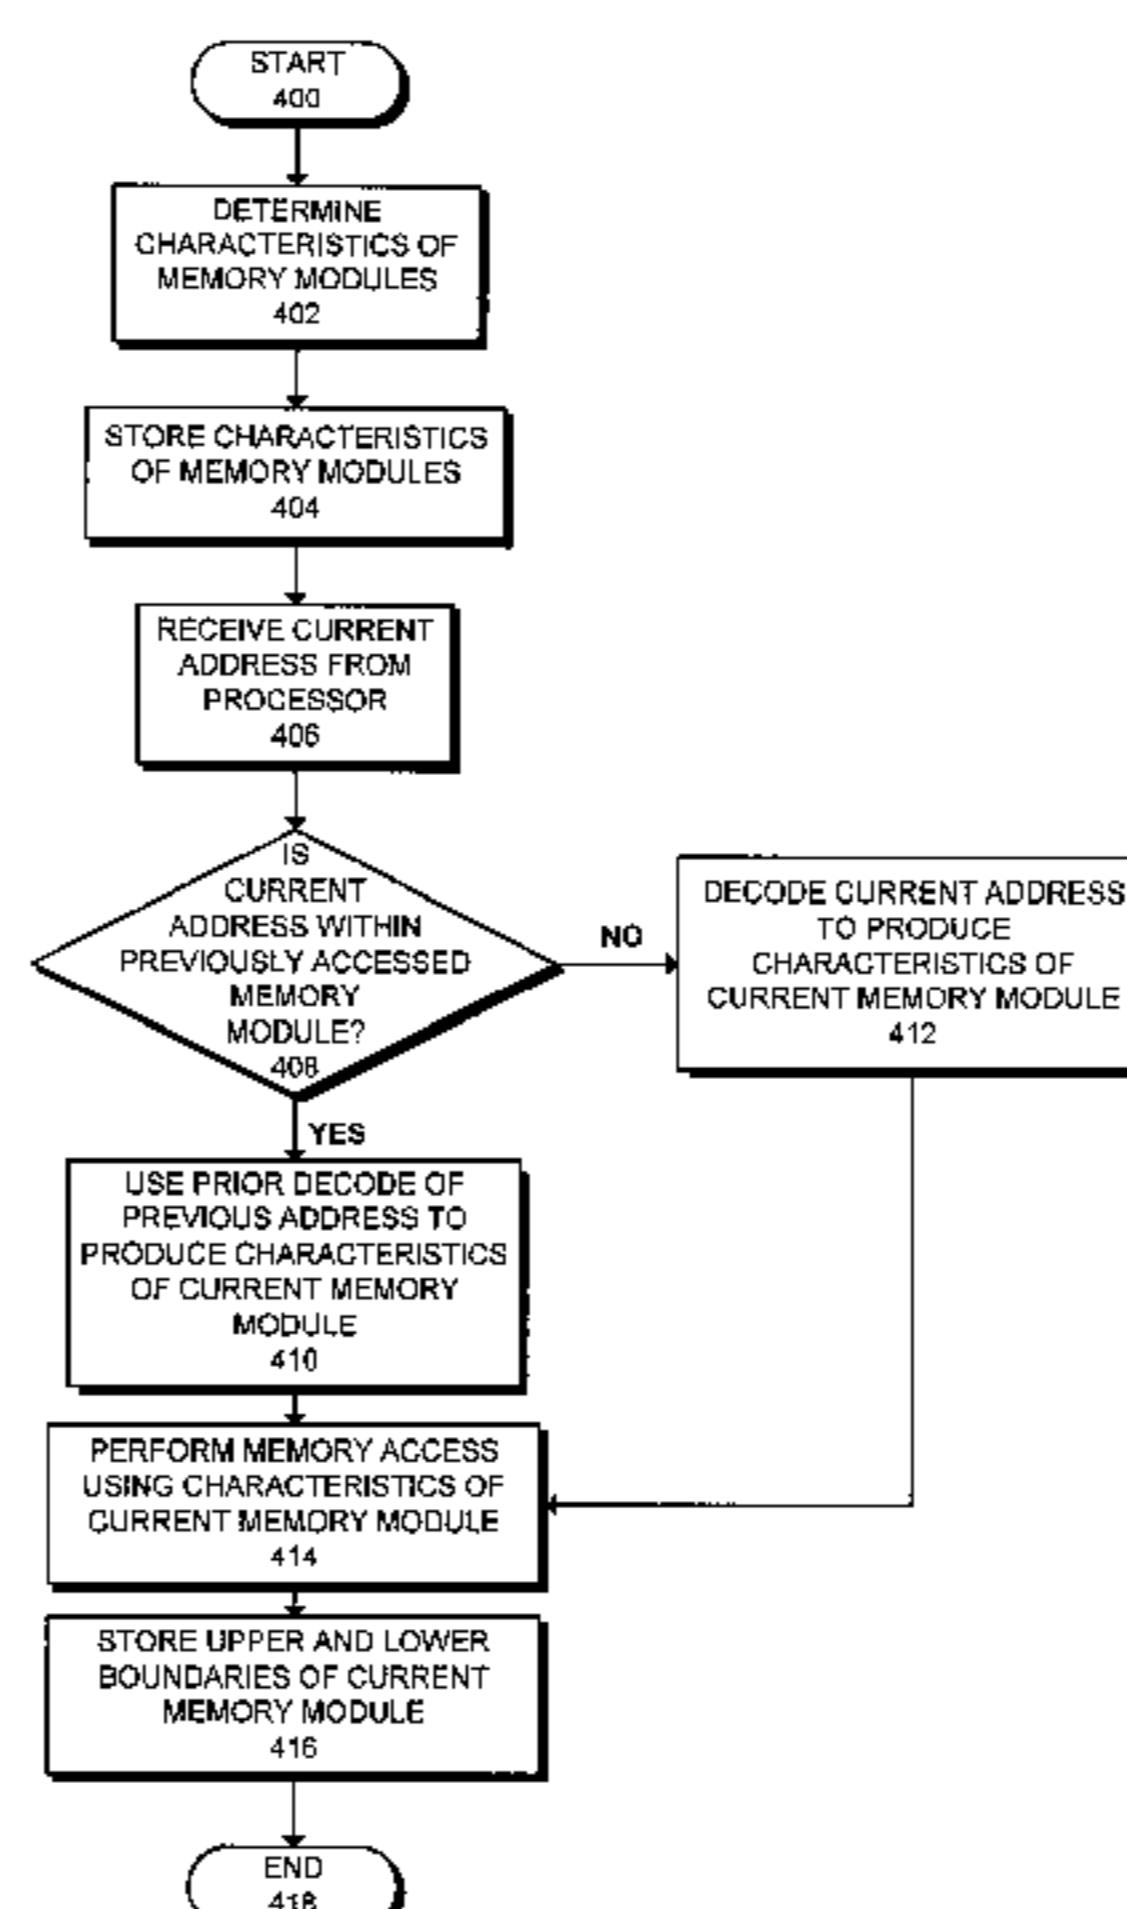 START
400
DETERMINE
CHARACTERISTICS OF
MEMORY MODULES
402
STORE CHARACTERISTICS
OF MEMORY MODULES
404
RECEIVE CURRENT
ADDRESS FROM
PROCESSOR
406
IS
CURRENT
ADDRESS WITHIN
PREVIOUSLY ACCESSED
MEMORY
MODULE?
408
NO
DECODE CURRENT ADDRESS
TO PRODUCE
CHARACTERISTICS OF
CURRENT MEMORY MODULE
412
YES
USE PRIOR DECODE OF
PREVIOUS ADDRESS TO
PRODUCE CHARACTERISTICS
OF CURRENT MEMORY
MODULE
410
PERFORM MEMORY ACCESS
USING CHARACTERISTICS OF
CURRENT MEMORY MODULE
414
STORE UPPER AND LOWER
BOUNDARIES OF CURRENT
MEMORY MODULE
416
END
418